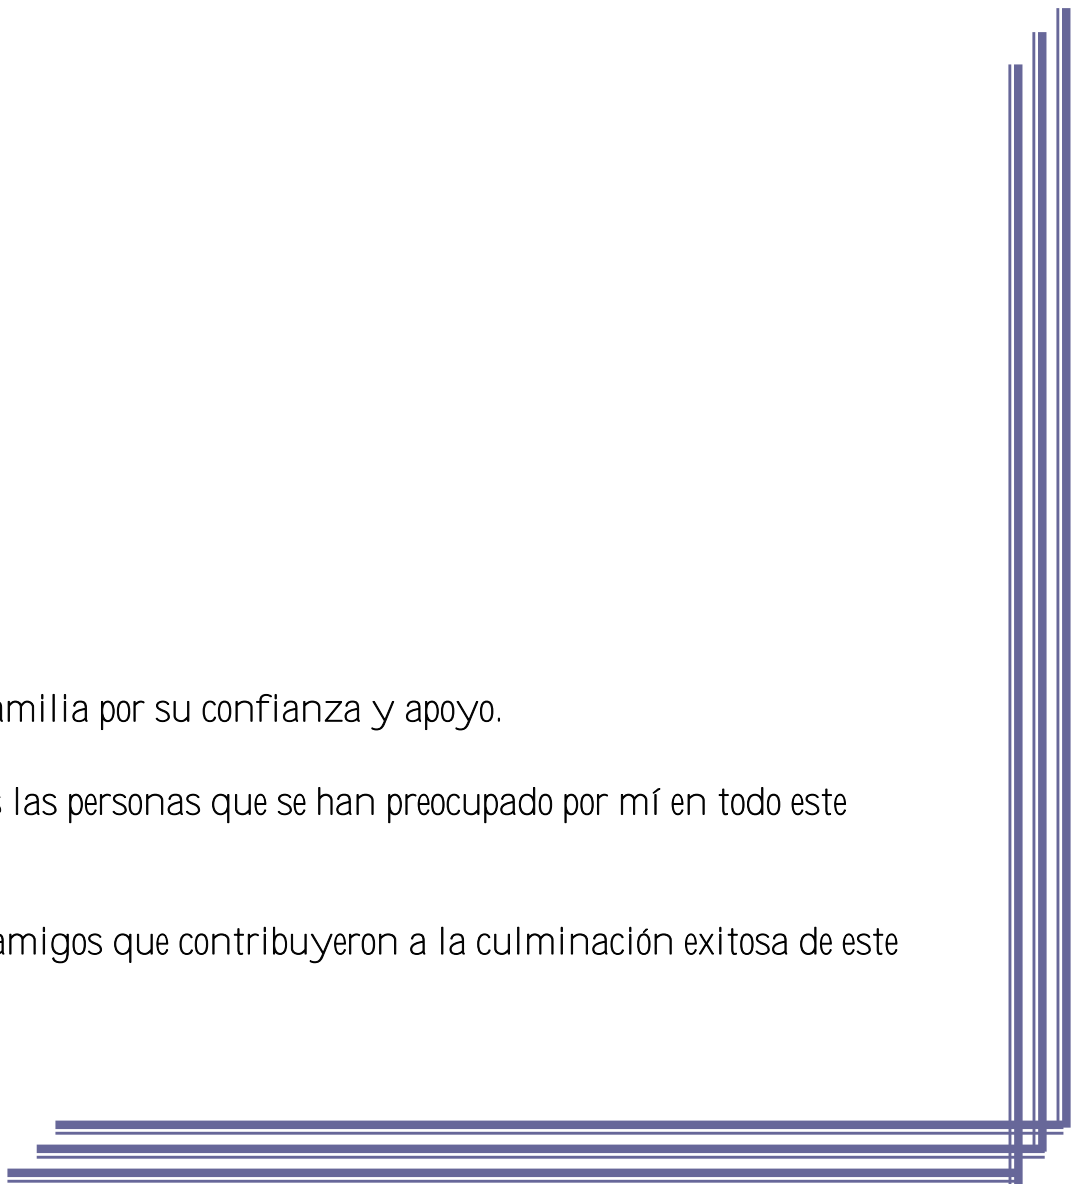 amilia por su confianza y apoyo.
s las personas que se han preocupado por mí en todo este
amigos que contribuyeron a la culminación exitosa de este